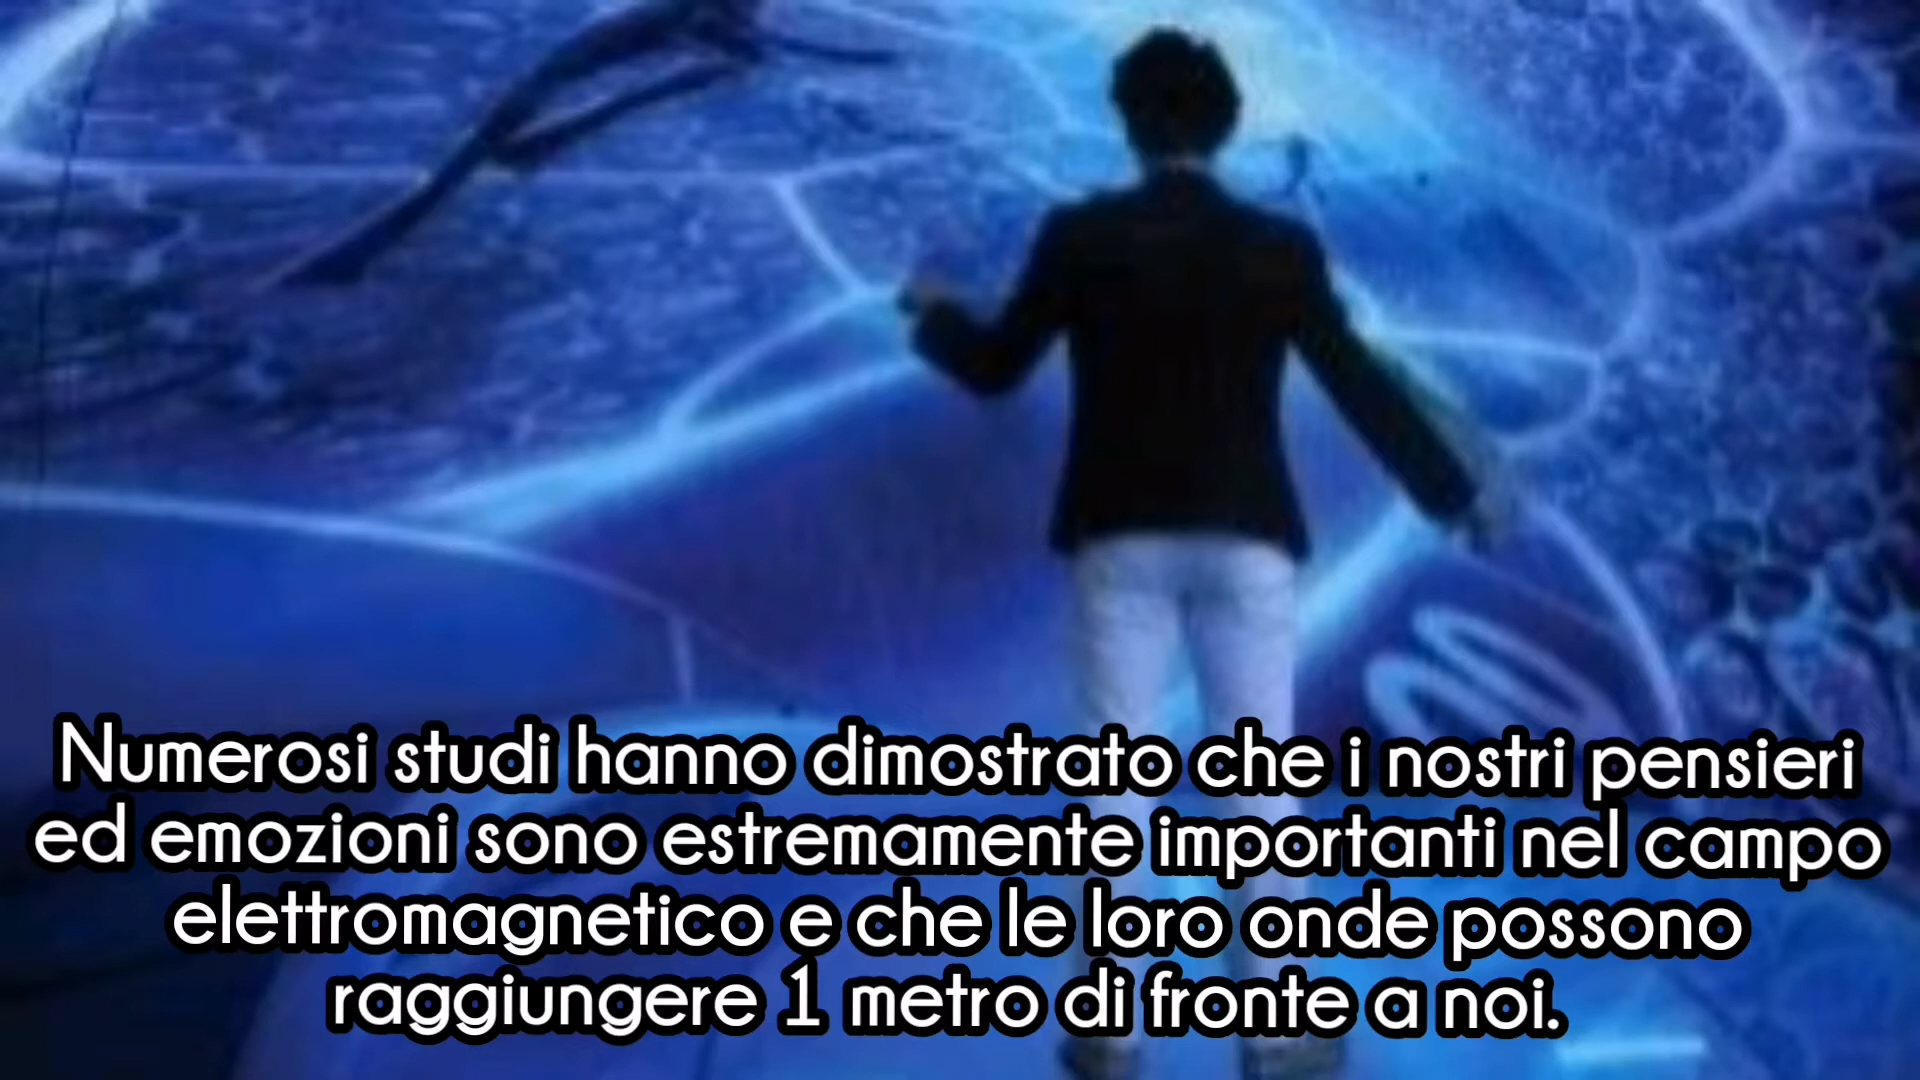 Numerosi studi hanno dimostrato che i nostri pensieri
ed emozioni sono estremamente importanti nel campo
elettromagnetico e che le loro onde possono
raggiungere 1 metro di fronte a noi.